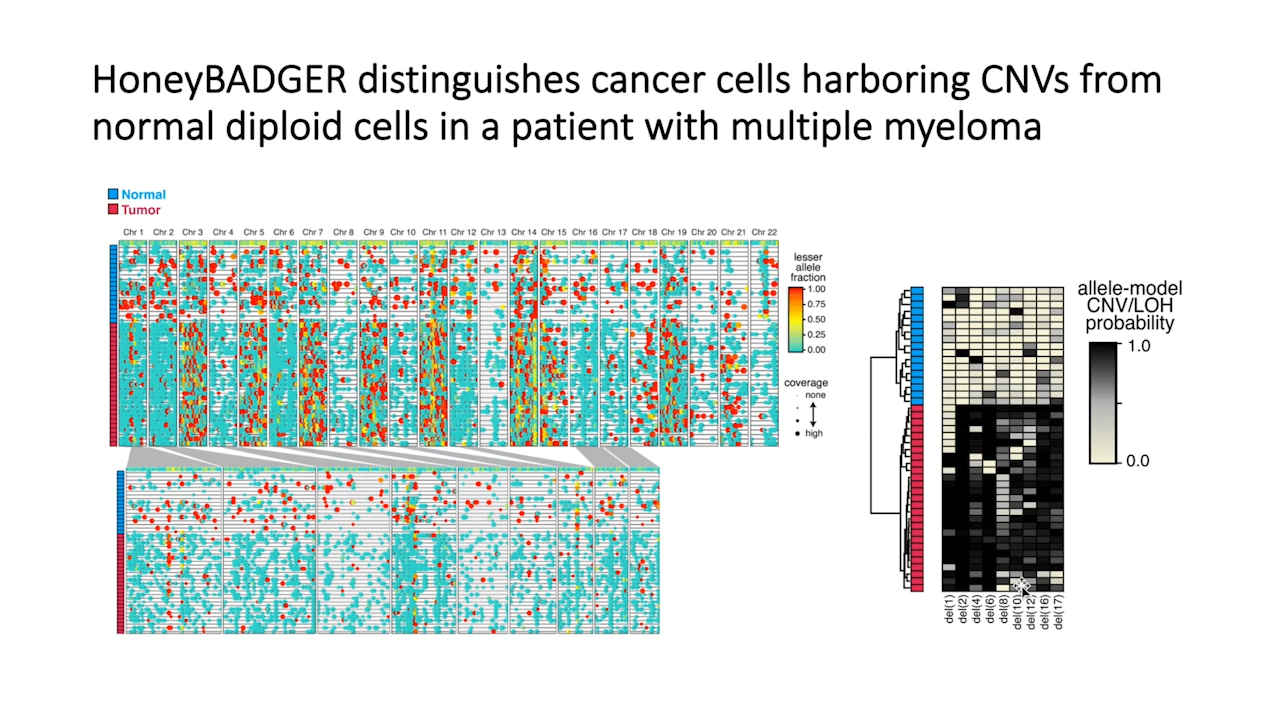 HoneyBADGER distinguishes cancer cells harboring CNVs from
normal diploid cells in a patient with multiple myeloma
Normal
Tumor
Chr 1 Chr 2 Chr 3 Chr 4 Chr 5 Chr 6 Chr 7 Chr 8 Chr 9 Chr 10 Chr 11 Chr 12 Chr 13 Chr 14 Chr 15 Chr 16 Chr 17 Chr 18 Chr 19 Chr 20 Chr 21 Chr 22
lesser
allele
fraction
1.00
0.75
0.50
0.25
0.00
coverage
none
high
allele-model
CNV/LOH
probability
1.0
0.0
del(1)
del(2)
del(4)
del(6)
del(8)
del(10)
del(12)
del(16)
del(17)